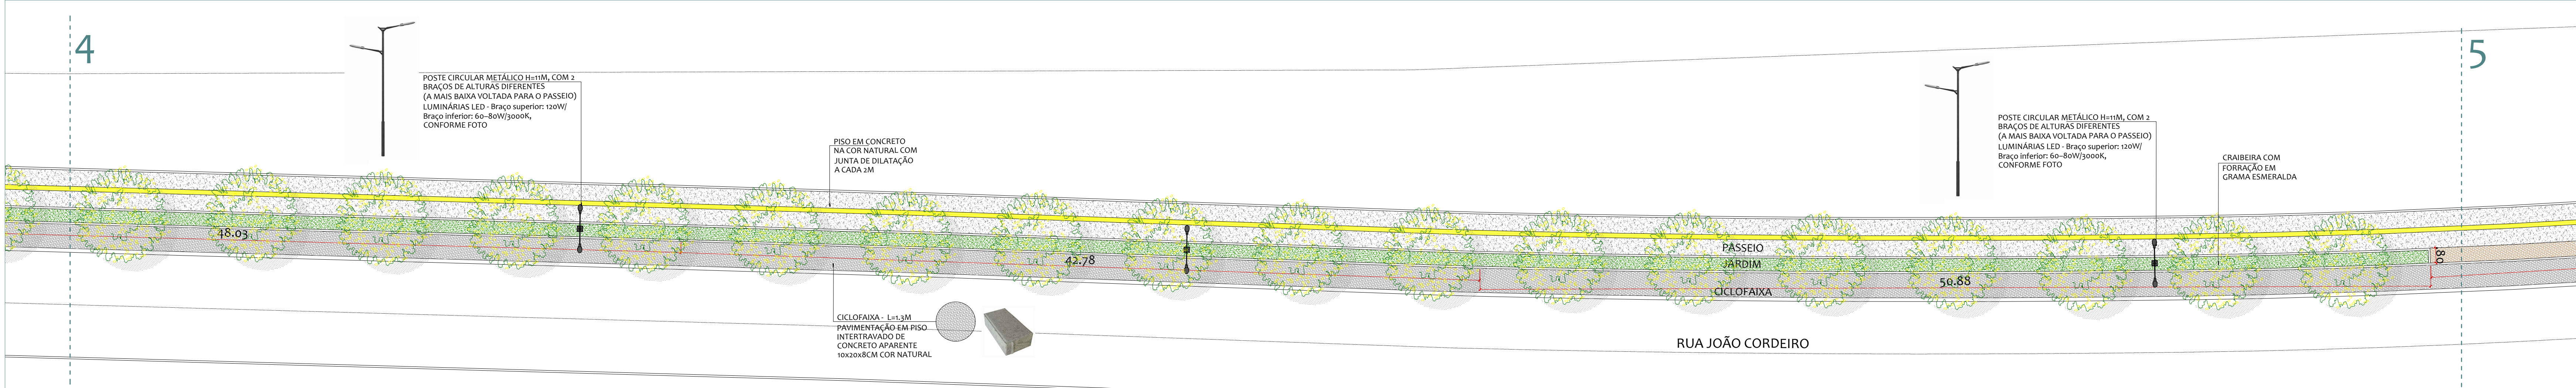 4
5
POSTE CIRCULAR METÁLICO H=11M, COM 2
BRAÇOS DE ALTURAS DIFERENTES
(A MAIS BAIXA VOLTADA PARA O PASSEIO)
LUMINÁRIAS LED - Braço superior: 120W/
Braço inferior: 60–80W/3000K,
CONFORME FOTO
PISO EM CONCRETO
NA COR NATURAL COM
JUNTA DE DILATAÇÃO
A CADA 2M
POSTE CIRCULAR METÁLICO H=11M, COM 2
BRAÇOS DE ALTURAS DIFERENTES
(A MAIS BAIXA VOLTADA PARA O PASSEIO)
LUMINÁRIAS LED - Braço superior: 120W/
Braço inferior: 60–80W/3000K,
CONFORME FOTO
CRAIBEIRA COM
FORRAÇÃO EM
GRAMA ESMERALDA
48.03
42.78
PASSEIO
JARDIM
CICLOFAIXA
50.88
.80
CICLOFAIXA - L=1.3M
PAVIMENTAÇÃO EM PISO
INTERTRAVADO DE
CONCRETO APARENTE
10x20x8CM COR NATURAL
RUA JOÃO CORDEIRO